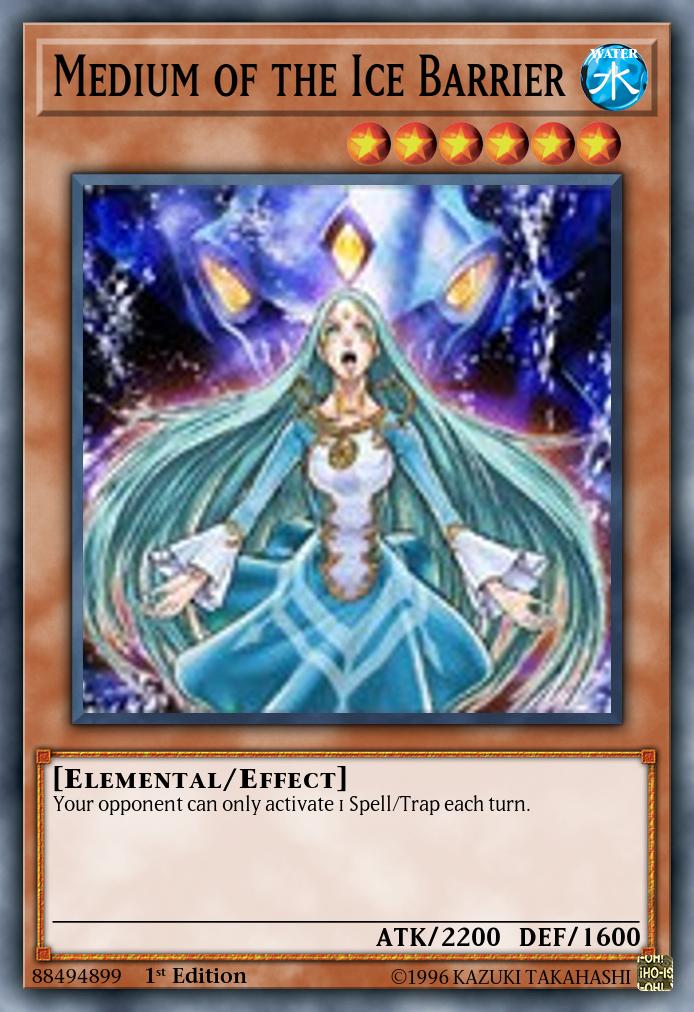 Medium of the Ice Barrier
WATER
水
[Elemental/Effect]
Your opponent can only activate 1 Spell/Trap each turn.
ATK/2200 DEF/1600
88494899 1st Edition ©1996 KAZUKI TAKAHASHI